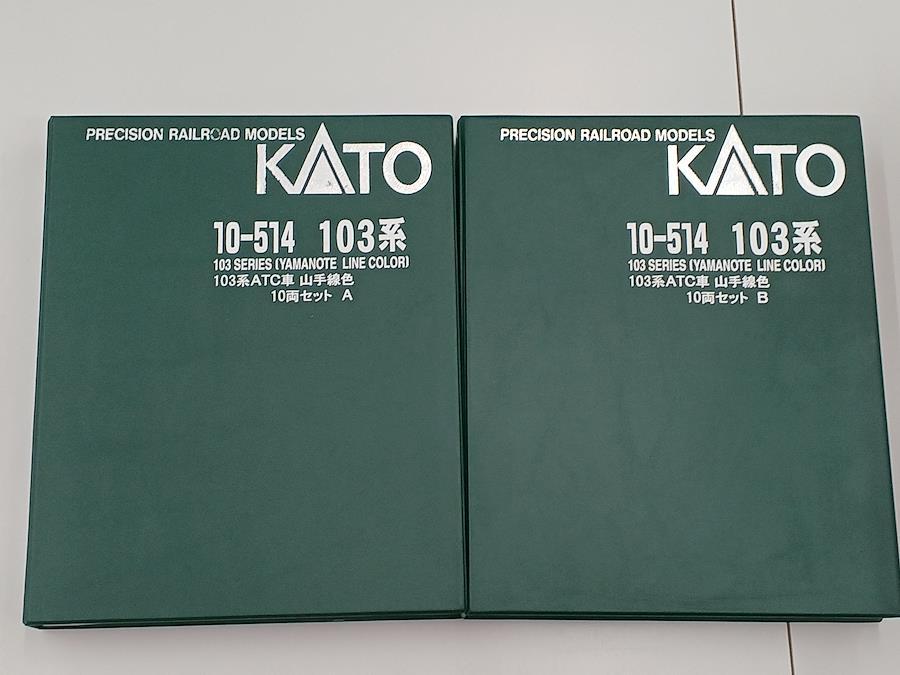 PRECISION RAILROAD MODELS
KATO
10-514 103系
103 SERIES (YAMANOTE LINE COLOR)
103系ATC車 山手線色
10両セット A
PRECISION RAILROAD MODELS
KATO
10-514 103系
103 SERIES (YAMANOTE LINE COLOR)
103系ATC車 山手線色
10両セット B